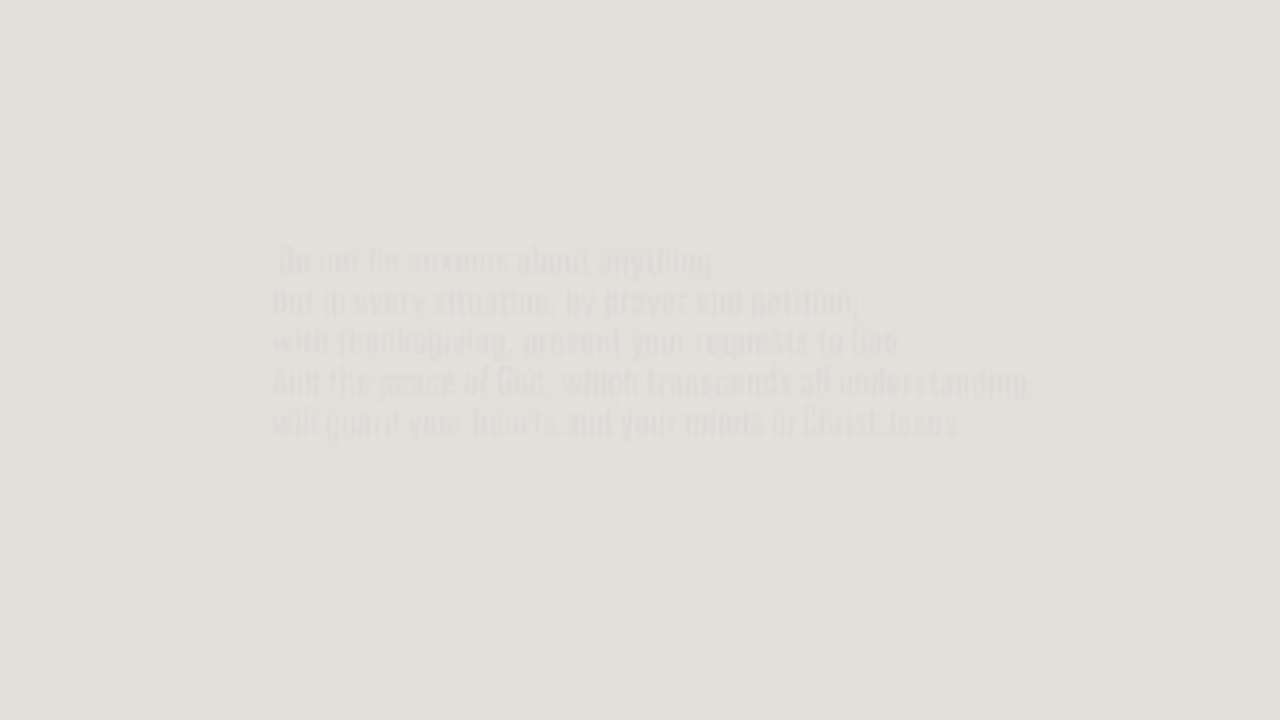 Do not be anxious about anything
but in every situation, by prayer and petition,
with thanksgiving, present your requests to God
And the peace of God, which transcends all understanding
will guard your hearts and your minds in Christ Jesus